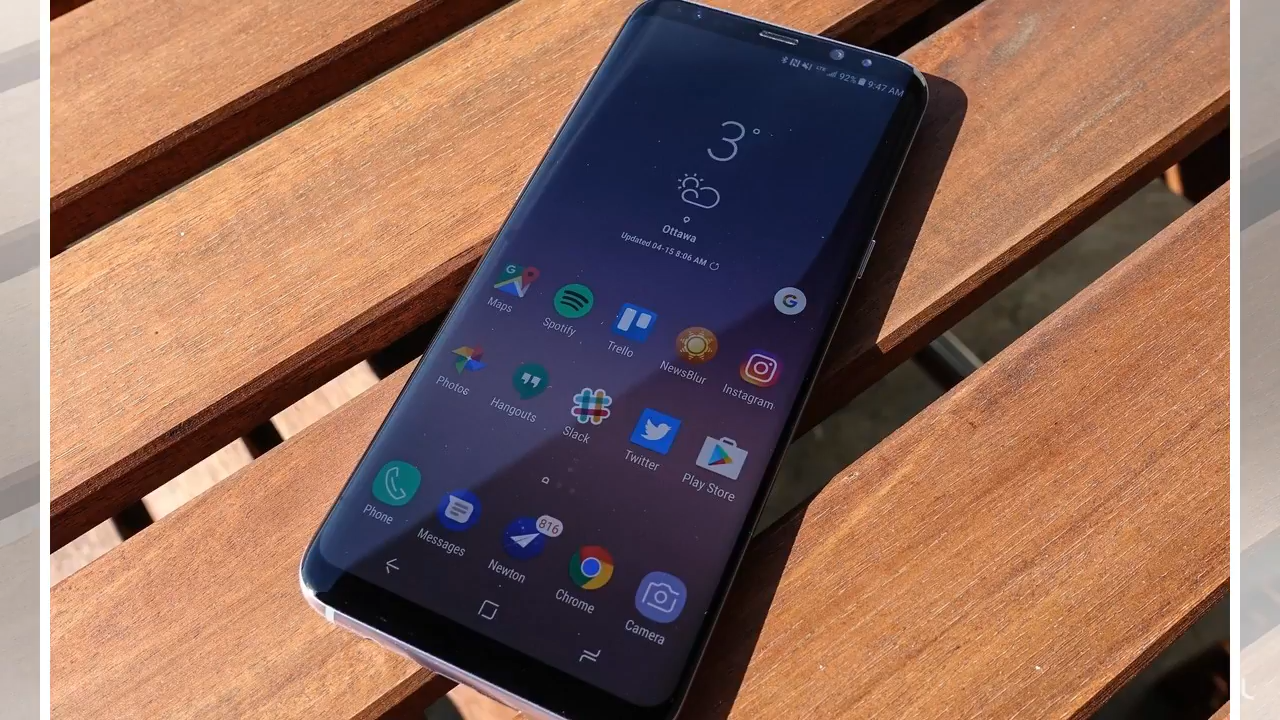 LTE 92% 9:47 AM
3°
Ottawa
Updated 04-15 8:06 AM
G
Maps
Spotify
Trello
NewsBlur
Instagram
Photos
Hangouts
Slack
Twitter
Play Store
816
Phone
Messages
Newton
Chrome
Camera